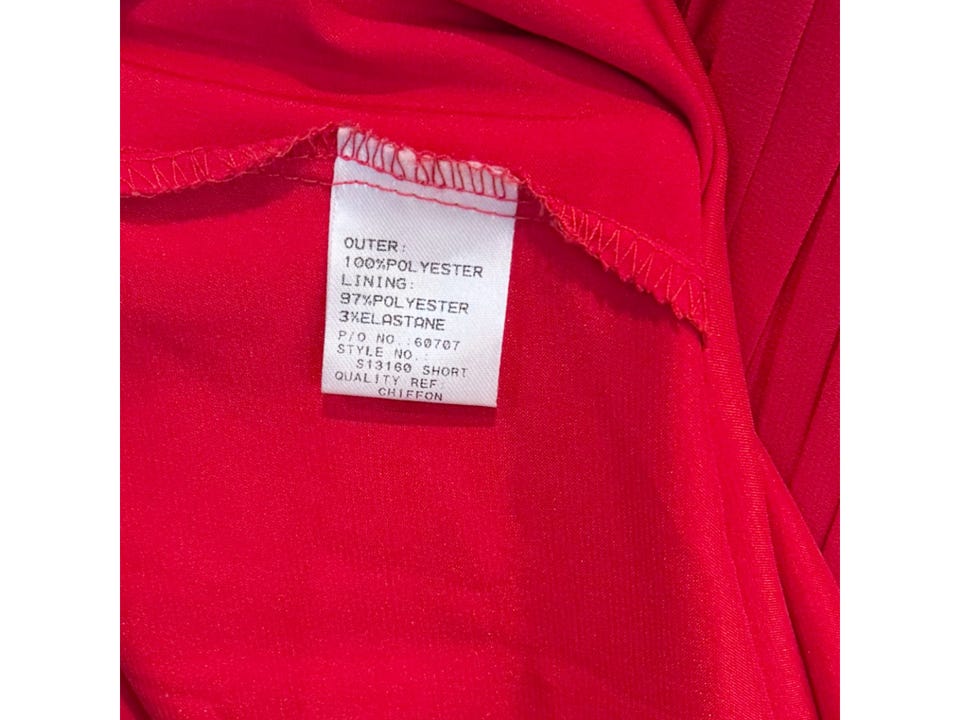 OUTER:
100%POLYESTER
LINING:
97%POLYESTER
3%ELASTANE
P/O NO.:60707
STYLE NO.:
S13160 SHORT
QUALITY REF
CHIFFON